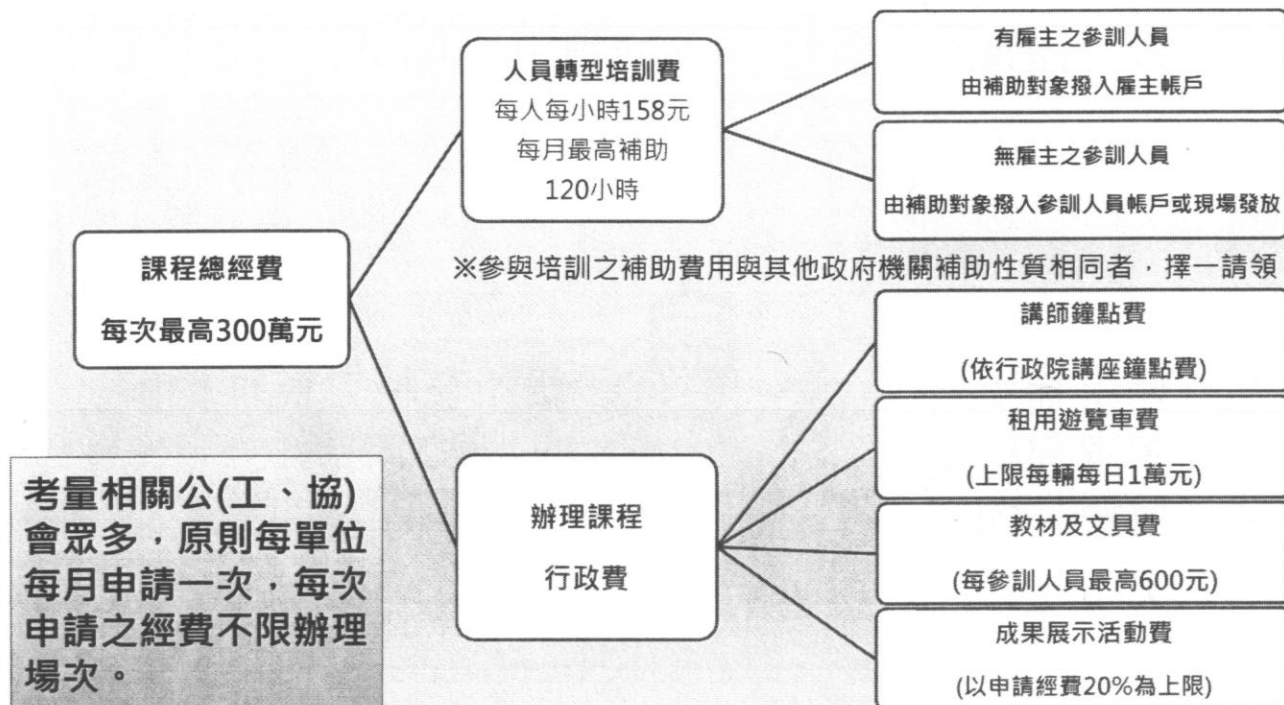 課程總經費
每次最高300萬元
人員轉型培訓費
每人每小時158元
每月最高補助
120小時
有雇主之參訓人員
由補助對象撥入雇主帳戶
無雇主之參訓人員
由補助對象撥入參訓人員帳戶或現場發放
※參與培訓之補助費用與其他政府機關補助性質相同者，擇一請領
辦理課程
行政費
講師鐘點費
(依行政院講座鐘點費)
租用遊覽車費
(上限每輛每日1萬元)
教材及文具費
(每參訓人員最高600元)
成果展示活動費
(以申請經費20%為上限)
考量相關公(工、協)
會眾多，原則每單位
每月申請一次，每次
申請之經費不限辦理
場次。